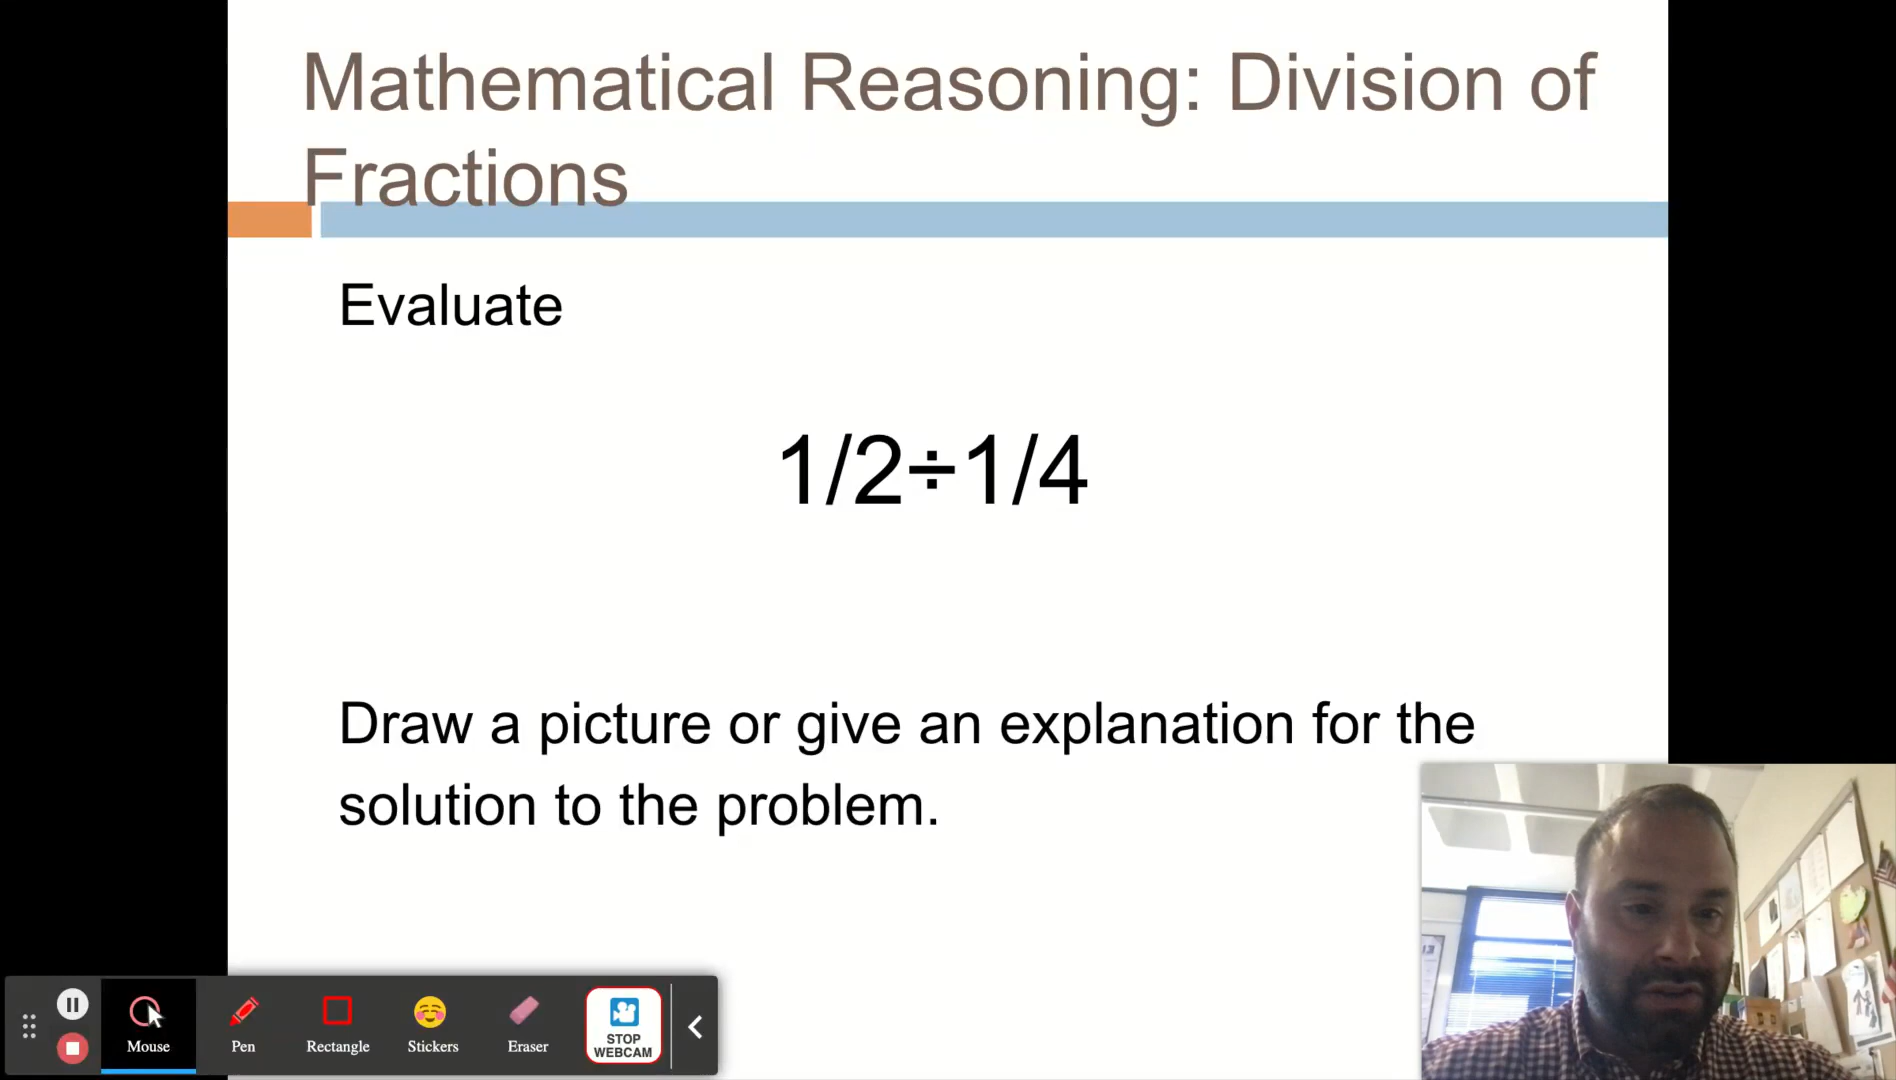 Mathematical Reasoning: Division of
Fractions
Evaluate
1/2÷1/4
Draw a picture or give an explanation for the
solution to the problem.
Mouse
Pen
Rectangle
Stickers
Eraser
STOP
WEBCAM